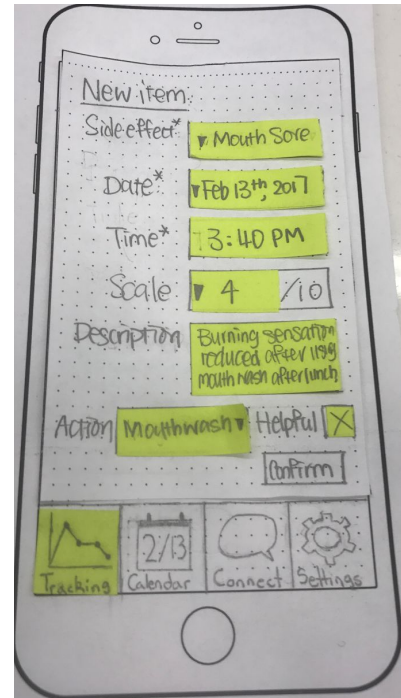 New item
Side effect* ▾ Mouth Sore
Date* ▾ Feb 13th, 2017
Time* 3:40 PM
Scale ▾ 4 /10
Description Burning sensation
reduced after
mouth wash after lunch
Action Mouthwash ▾ Helpful X
Confirm
2/13
Tracking Calendar Connect Settings